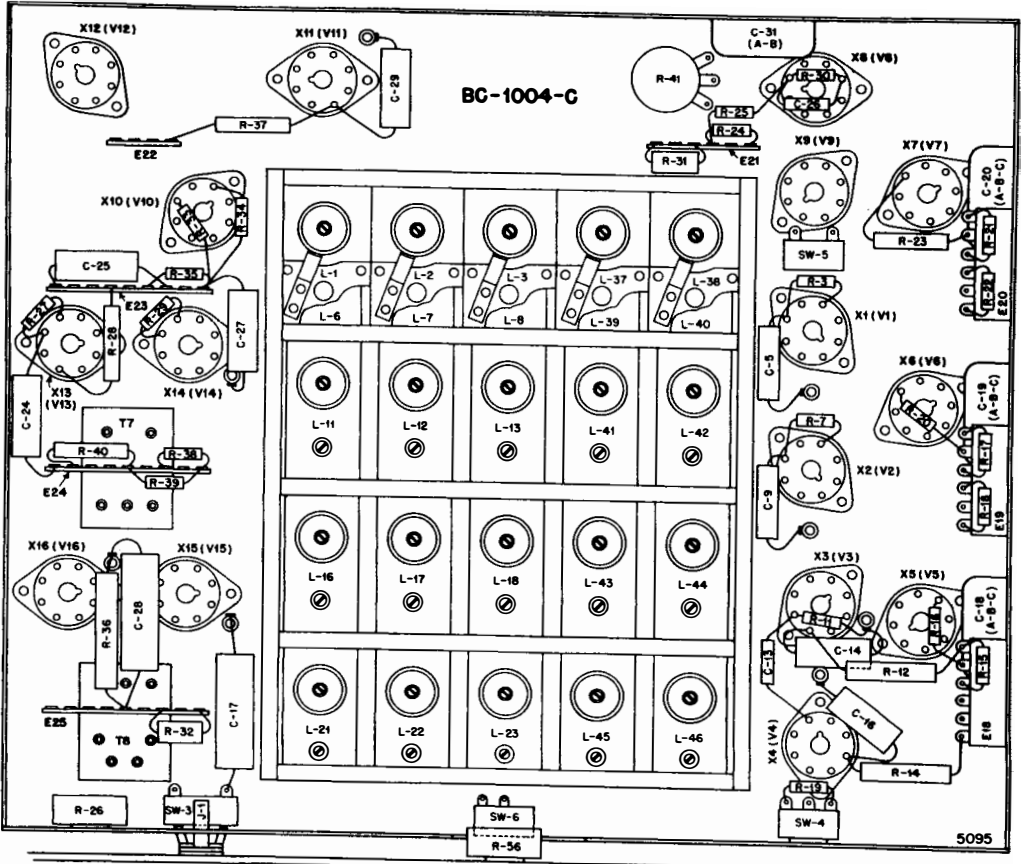 X12 (V12)
X11 (V11)
C-29
BC-1004-C
R-41
C-31
(A-B)
X8 (V8)
R-30
C-26
R-25
R-24
E21
R-31
R-37
E22
X9 (V9)
SW-5
X7 (V7)
R-23
C-20
(A-B-C)
R-21
R-22
E20
X10 (V10)
R-34
C-25
R-35
E23
R-28
R-29
C-27
X13
(V13)
X14 (V14)
C-24
T7
R-40
R-38
R-39
E24
L-1
L-2
L-3
L-37
L-38
L-6
L-7
L-8
L-39
L-40
L-11
L-12
L-13
L-41
L-42
L-16
L-17
L-18
L-43
L-44
L-21
L-22
L-23
L-45
L-46
R-3
X1 (V1)
C-5
R-7
X2 (V2)
C-9
X6 (V6)
R-20
C-19
(A-B-C)
R-17
R-18
E19
X16 (V16)
X15 (V15)
R-36
C-28
E25
T8
R-32
C-17
R-26
SW-3
J-1
SW-6
R-56
X3 (V3)
R-11
C-14
C-13
R-12
X5 (V5)
R-16
C-18
(A-B-C)
R-15
E18
C-16
X4 (V4)
R-14
R-19
SW-4
5095